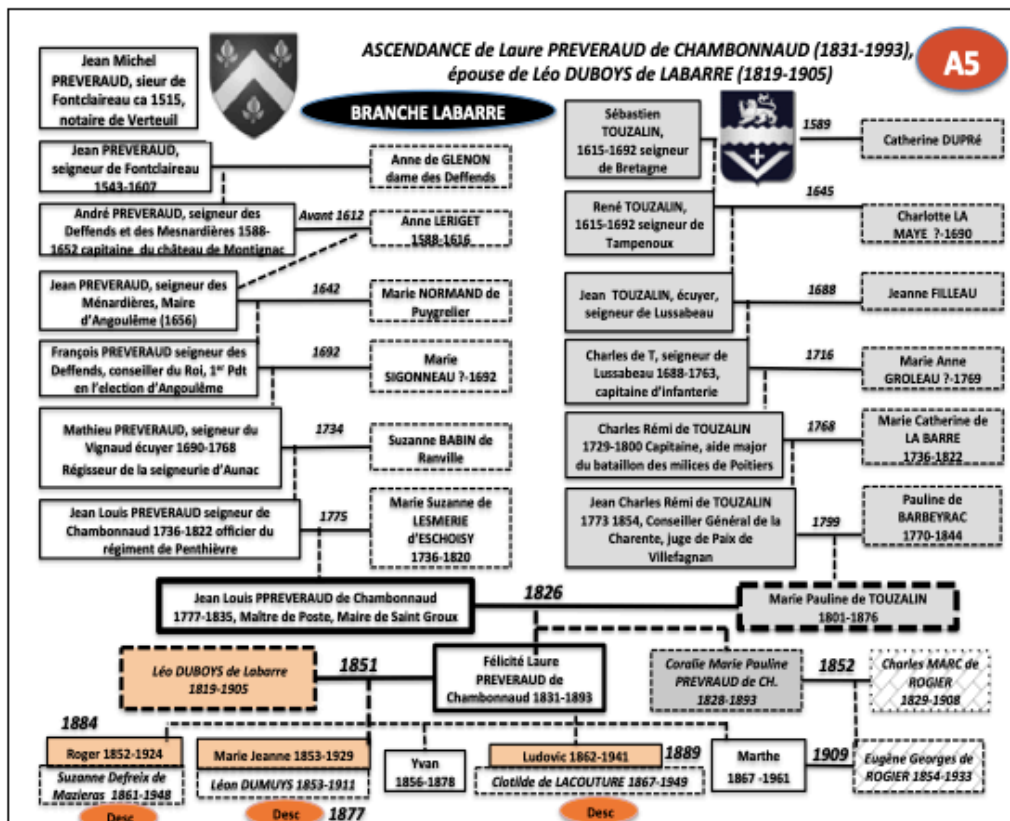 ASCENDANCE de Laure PREVERAUD de CHAMBONNAUD (1831-1993),
épouse de Léo DUBOYS de LABARRE (1819-1905)
A5
BRANCHE LABARRE
Jean Michel
PREVERAUD, sieur de
Fontclaireau ca 1515,
notaire de Verteuil
Jean PREVERAUD,
seigneur de Fontclaireau
1543-1607
Anne de GLENON
dame des Deffends
André PREVERAUD, seigneur des
Deffends et des Mesnardières 1588-
1652 capitaine du château de Montignac
Avant 1612
Anne LERIGET
1588-1616
Jean PREVERAUD, seigneur des
Ménardières, Maire
d'Angoulême (1656)
1642
Marie NORMAND de
Puygrelier
François PREVERAUD seigneur des
Deffends, conseiller du Roi, 1er Pdt
en l'election d'Angoulême
1692
Marie
SIGONNEAU ?-1692
Mathieu PREVERAUD, seigneur du
Vignaud écuyer 1690-1768
Régisseur de la seigneurie d'Aunac
1734
Suzanne BABIN de
Ranville
Jean Louis PREVERAUD seigneur de
Chambonnaud 1736-1822 officier du
régiment de Penthièvre
1775
Marie Suzanne de
LESMERIE
d'ESCHOISY
1736-1820
Sébastien
TOUZALIN,
1615-1692 seigneur
de Bretagne
1589
Catherine DUPRé
René TOUZALIN,
1615-1692 seigneur de
Tampenoux
1645
Charlotte LA
MAYE ?-1690
Jean TOUZALIN, écuyer,
seigneur de Lussabeau
1688
Jeanne FILLEAU
Charles de T, seigneur de
Lussabeau 1688-1763,
capitaine d'infanterie
1716
Marie Anne
GROLEAU ?-1769
Charles Rémi de TOUZALIN
1729-1800 Capitaine, aide major
du bataillon des milices de Poitiers
1768
Marie Catherine de
LA BARRE
1736-1822
Jean Charles Rémi de TOUZALIN
1773 1854, Conseiller Général de la
Charente, juge de Paix de
Villefagnan
1799
Pauline de
BARBEYRAC
1770-1844
Jean Louis PPREVERAUD de Chambonnaud
1777-1835, Maître de Poste, Maire de Saint Groux
1826
Marie Pauline de TOUZALIN
1801-1876
Léo DUBOYS de Labarre
1819-1905
1851
Félicité Laure
PREVERAUD de
Chambonnaud 1831-1893
Coralie Marie Pauline
PREVRAUD de CH.
1828-1893
1852
Charles MARC de
ROGIER
1829-1908
1884
Roger 1852-1924
Suzanne Defreix de
Mazieras 1861-1948
Desc
Marie Jeanne 1853-1929
Léon DUMUYS 1853-1911
Desc
1877
Yvan
1856-1878
Ludovic 1862-1941
1889
Clotilde de LACOUTURE 1867-1949
Desc
Marthe
1867 -1961
1909
Eugène Georges de
ROGIER 1854-1933